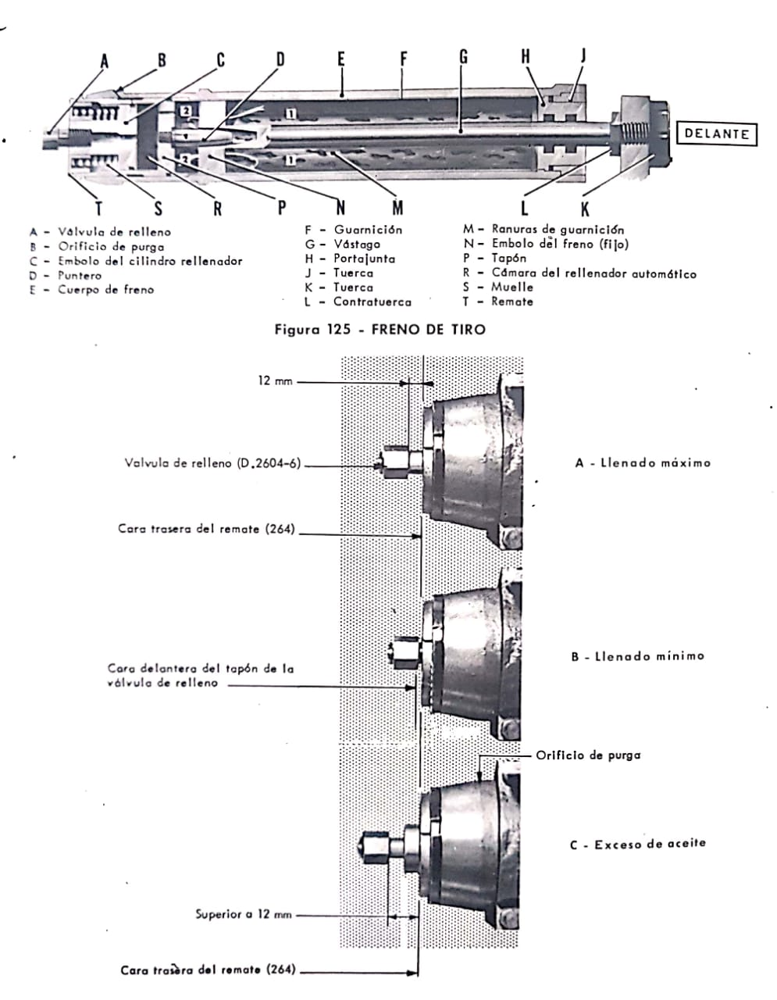 A B C D E F G H J
2 1
DELANTE
2 1
T S R P N M L K
A - Válvula de relleno
B - Orificio de purga
C - Embolo del cilindro rellenador
D - Puntero
E - Cuerpo de freno
F - Guarnición
G - Vástago
H - Portajunta
J - Tuerca
K - Tuerca
L - Contratuerca
M - Ranuras de guarnición
N - Embolo del freno (fijo)
P - Tapón
R - Cámara del rellenador automático
S - Muelle
T - Remate
Figura 125 - FRENO DE TIRO
12 mm
Valvula de relleno (D.2604-6)
A - Llenado máximo
Cara trasera del remate (264)
B - Llenado mínimo
Cara delantera del tapón de la
válvula de relleno
Orificio de purga
C - Exceso de aceite
Superior a 12 mm
Cara trasera del remate (264)